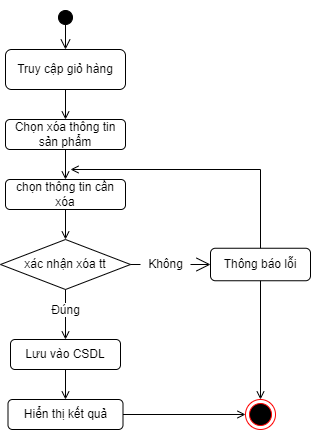 Truy cập giỏ hàng
Chọn xóa thông tin
sản phẩm
chọn thông tin cần
xóa
xác nhận xóa tt
Không
Thông báo lỗi
Đúng
Lưu vào CSDL
Hiển thị kết quả